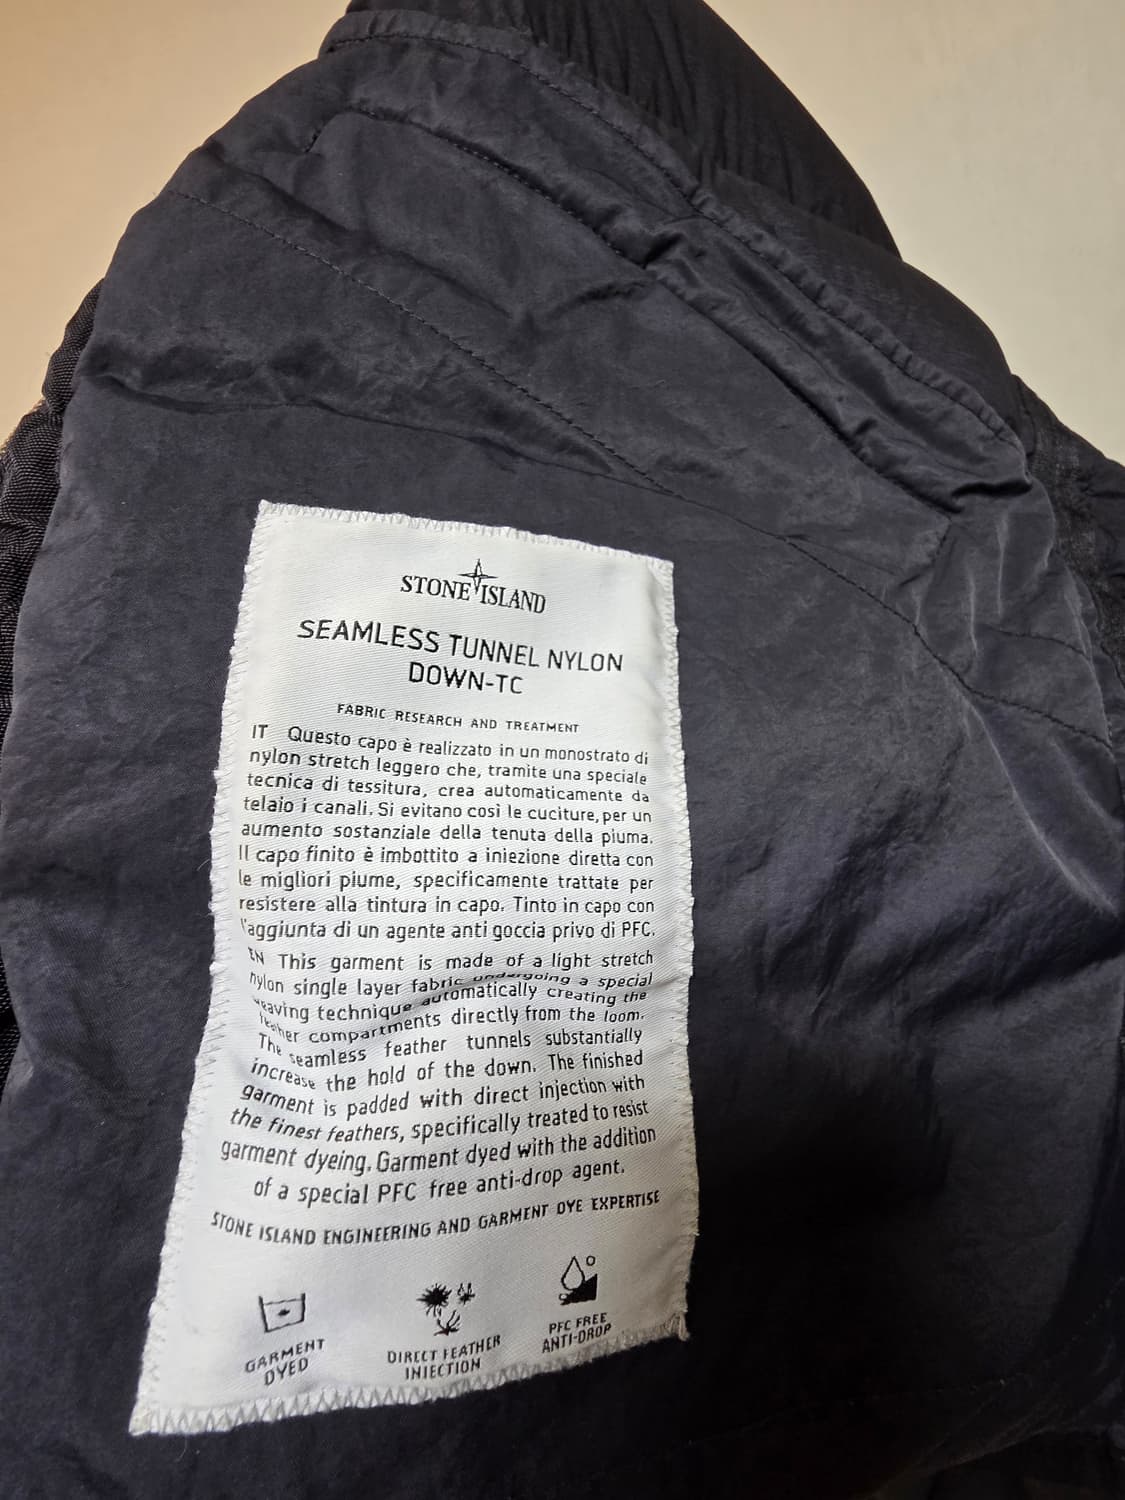 STONE ISLAND
SEAMLESS TUNNEL NYLON
DOWN-TC
FABRIC RESEARCH AND TREATMENT
IT Questo capo è realizzato in un monostrato di
nylon stretch leggero che, tramite una speciale
tecnica di tessitura, crea automaticamente da
telaio i canali. Si evitano così le cuciture, per un
aumento sostanziale della tenuta della piuma.
Il capo finito è imbottito a iniezione diretta con
le migliori piume, specificamente trattate per
resistere alla tintura in capo. Tinto in capo con
l'aggiunta di un agente anti goccia privo di PFC.
EN This garment is made of a light stretch
nylon single layer fabric undergoing a special
weaving technique automatically creating the
feather compartments directly from the loom.
The seamless feather tunnels substantially
increase the hold of the down. The finished
garment is padded with direct injection with
the finest feathers, specifically treated to resist
garment dyeing. Garment dyed with the addition
of a special PFC free anti-drop agent.
STONE ISLAND ENGINEERING AND GARMENT DYE EXPERTISE
GARMENT
DYED
DIRECT FEATHER
INJECTION
PFC FREE
ANTI-DROP